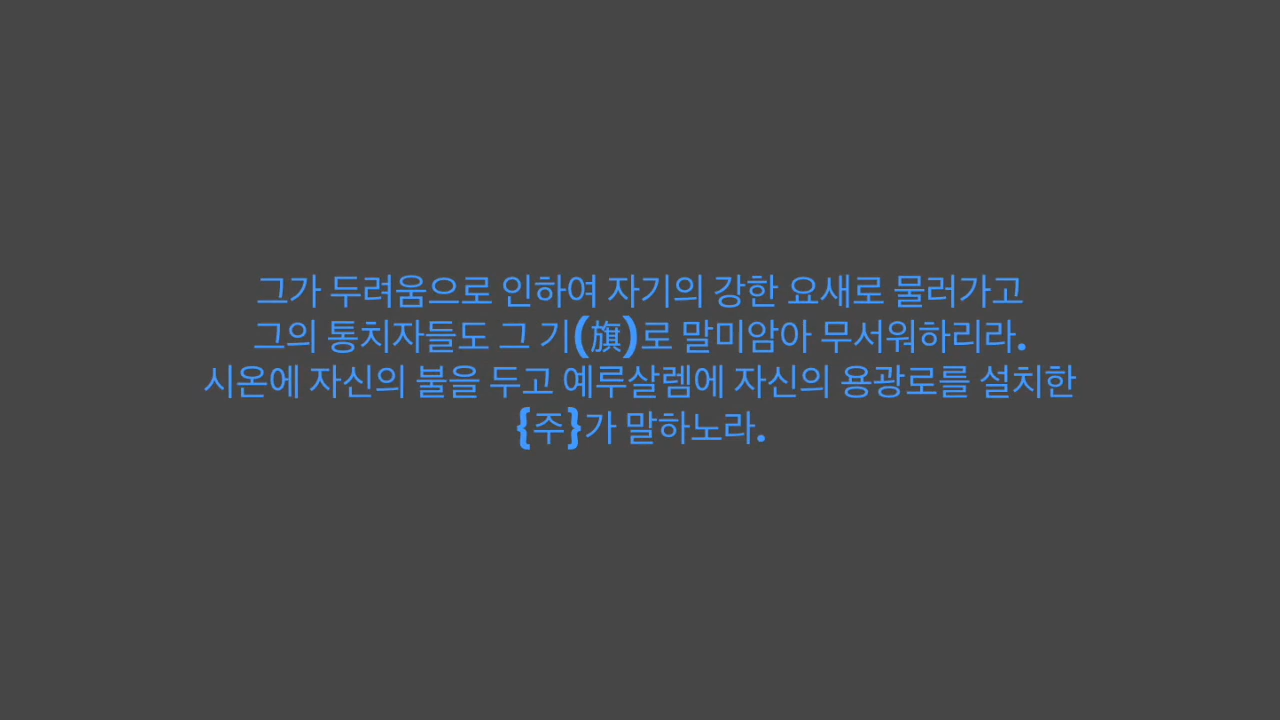 그가 두려움으로 인하여 자기의 강한 요새로 물러가고
그의 통치자들도 그 기(旗)로 말미암아 무서워하리라.
시온에 자신의 불을 두고 예루살렘에 자신의 용광로를 설치한
{주}가 말하노라.